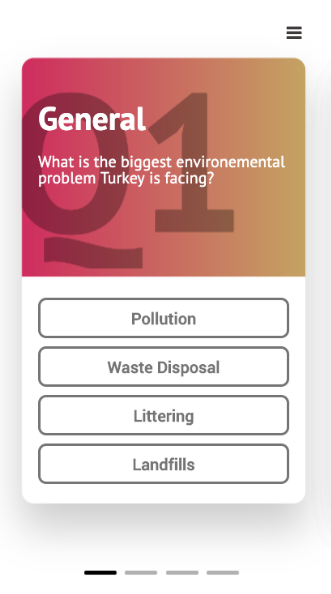 Q1
General
What is the biggest environemental
problem Turkey is facing?
Pollution
Waste Disposal
Littering
Landfills